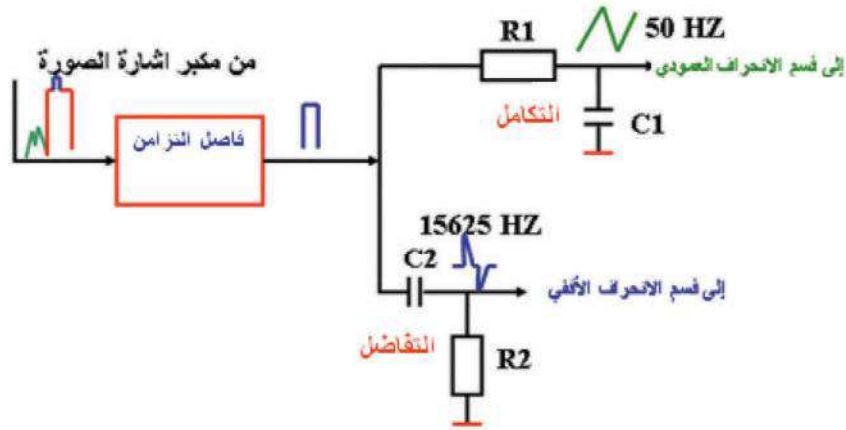 من مكبر اشارة الصورة
فاصل التزامن
R1
50 HZ
إلى قسم الانحراف العمودي
التكامل
C1
15625 HZ
C2
إلى قسم الانحراف الأفقي
التفاضل
R2